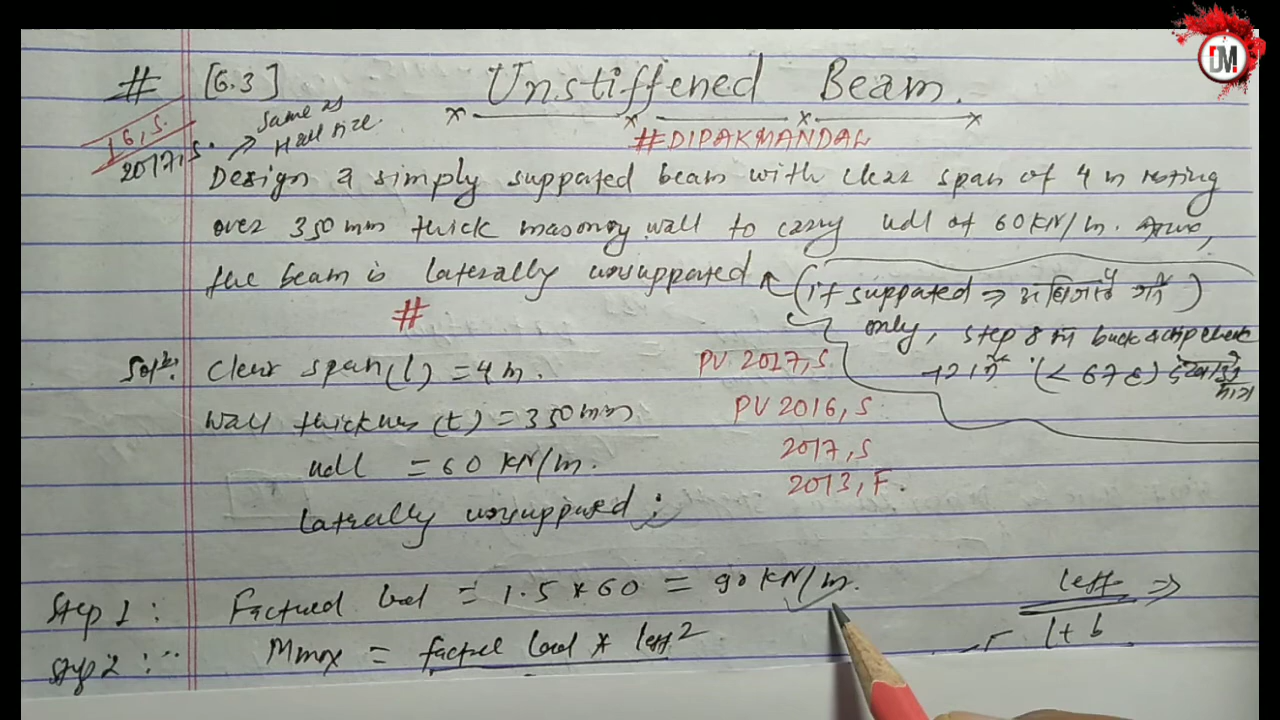 DM
# [6.3] Unstiffened Beam.
16, S.
2017, S.
same as
Hall size.
#DIPAKMANDAL
Design a simply supported beam with clear span of 4 m resting
over 350 mm thick masonry wall to carry udl of 60 KN/m.
the beam is laterally unsupported
(if supported ⇒
only, step 8
(< 67 ε)
#
Solⁿ: clear span (l) = 4 m.
PV 2017, S.
Wall thickness (t) = 350 mm
PV 2016, S
udl = 60 KN/m.
2017, S
2013, F.
laterally unsupported :
Step 1 : Factored load = 1.5 * 60 = 90 KN/m.
leff ⇒
l + b
Step 2 : Mmax = factored load * leff²